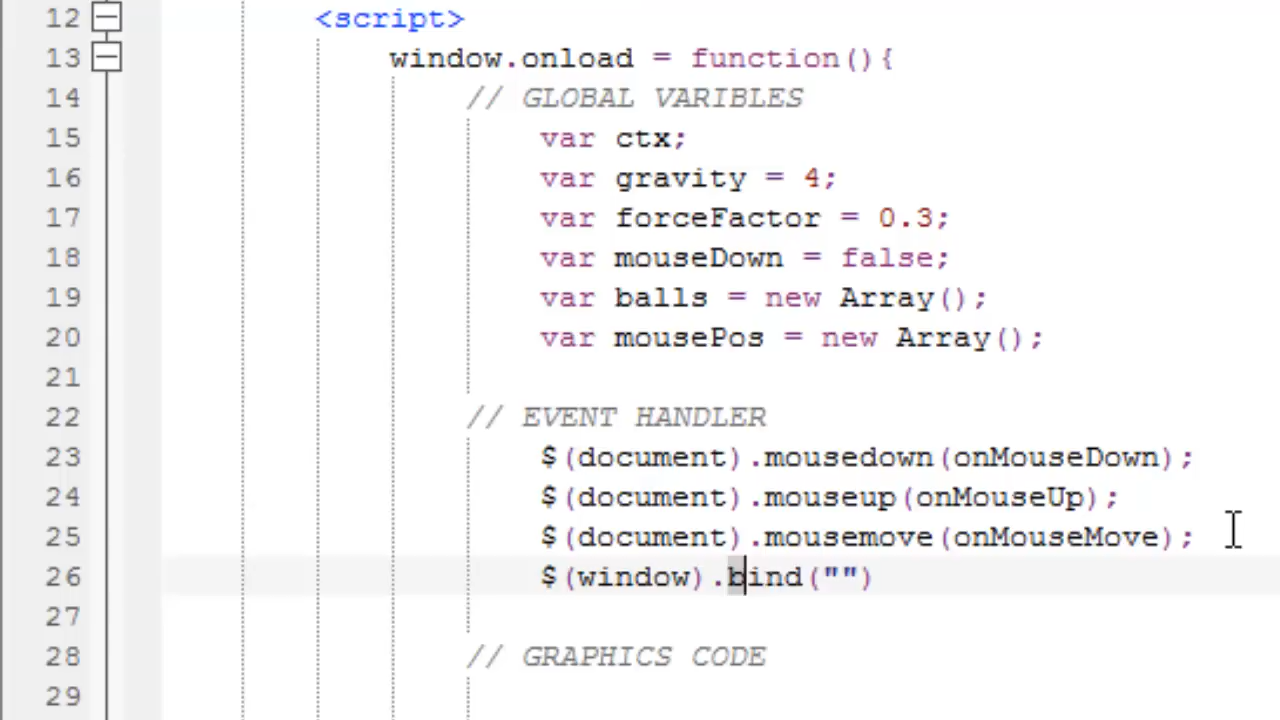 12 <script>
13 window.onload = function(){
14 // GLOBAL VARIBLES
15 var ctx;
16 var gravity = 4;
17 var forceFactor = 0.3;
18 var mouseDown = false;
19 var balls = new Array();
20 var mousePos = new Array();
21
22 // EVENT HANDLER
23 $(document).mousedown(onMouseDown);
24 $(document).mouseup(onMouseUp);
25 $(document).mousemove(onMouseMove);
26 $(window).bind("")
27
28 // GRAPHICS CODE
29